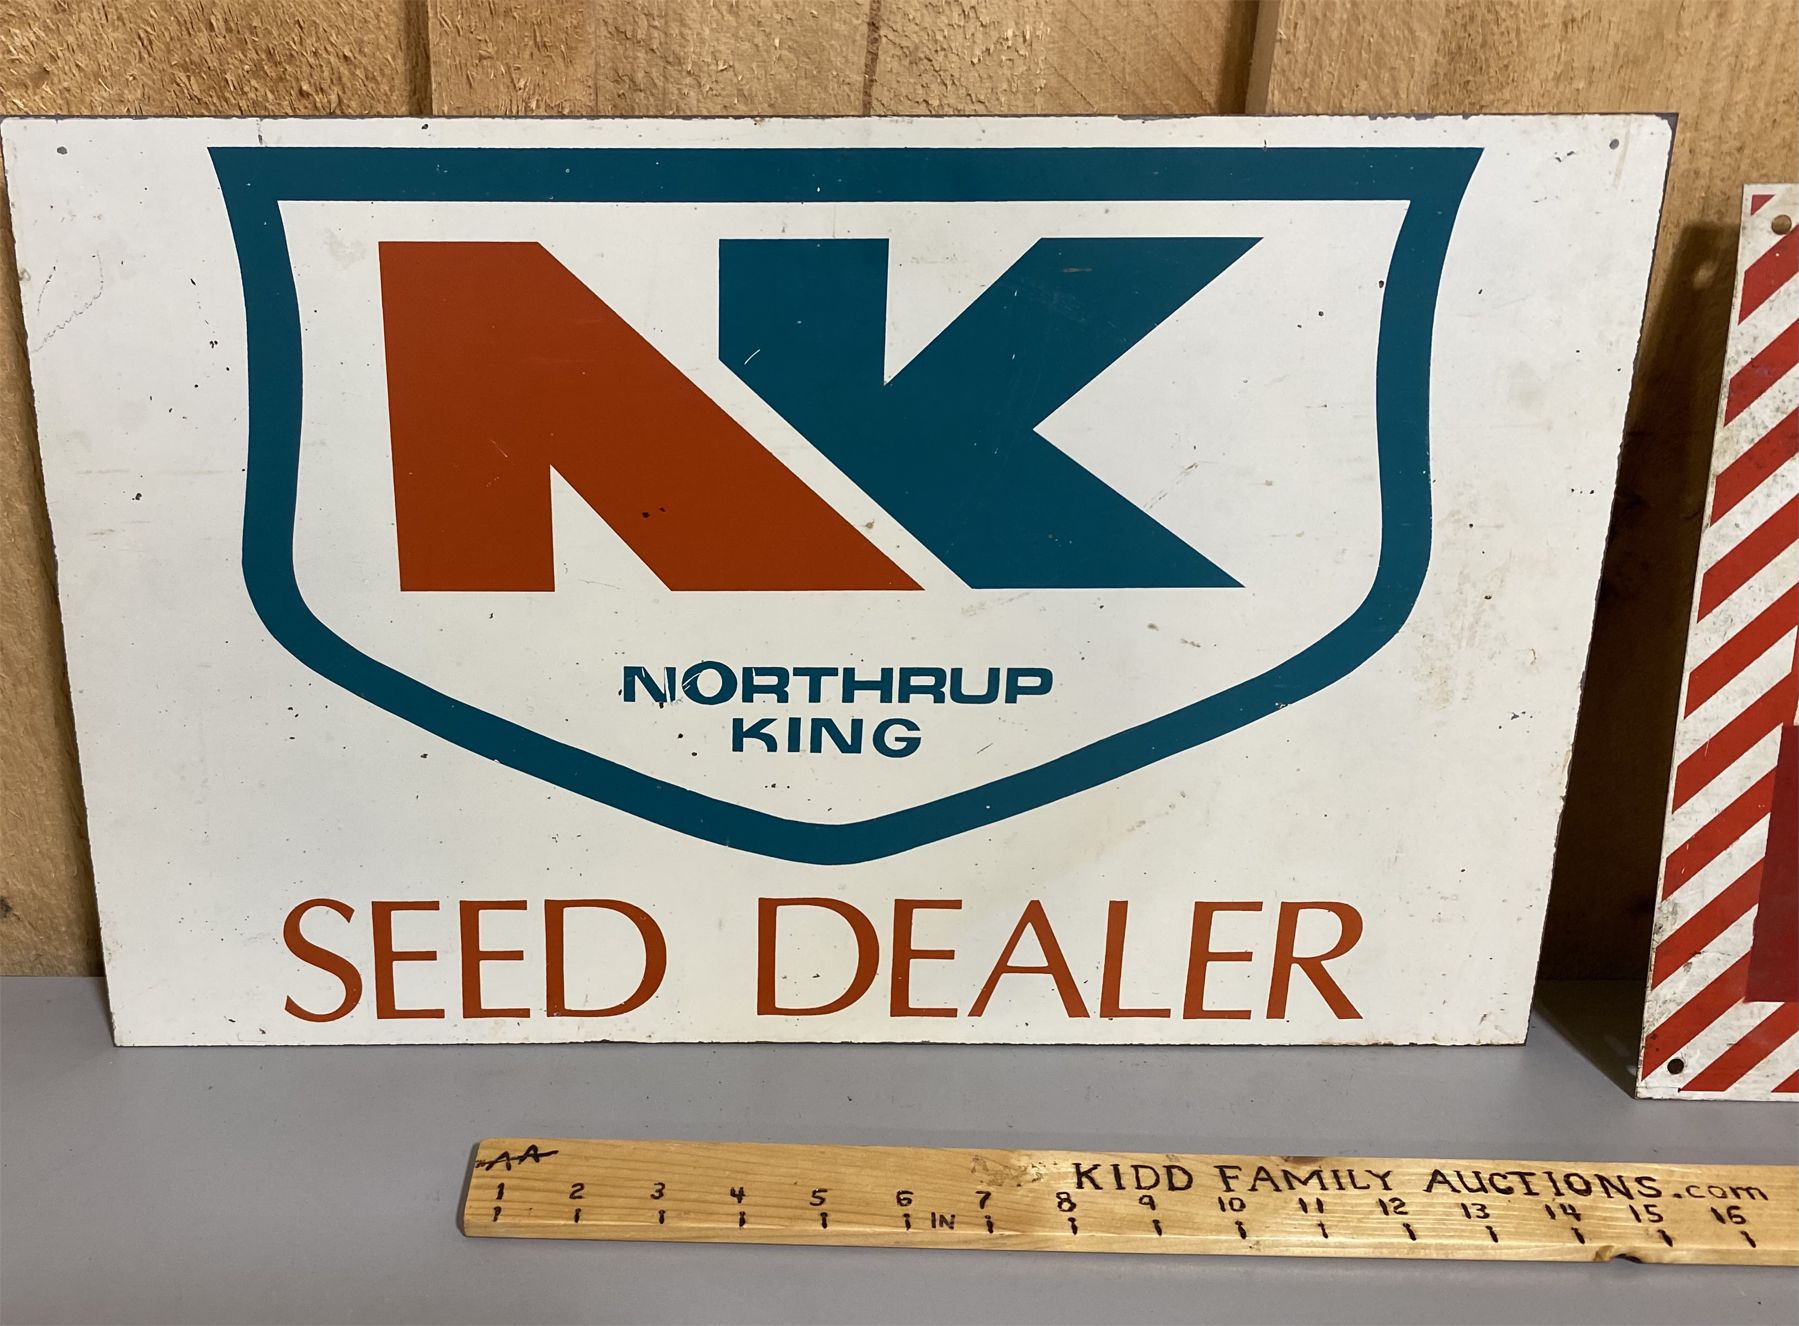 NK
NORTHRUP
KING
SEED DEALER
AA
KIDD FAMILY AUCTIONS.com
1 2 3 4 5 6 7 8 9 10 11 12 13 14 15 16
IN